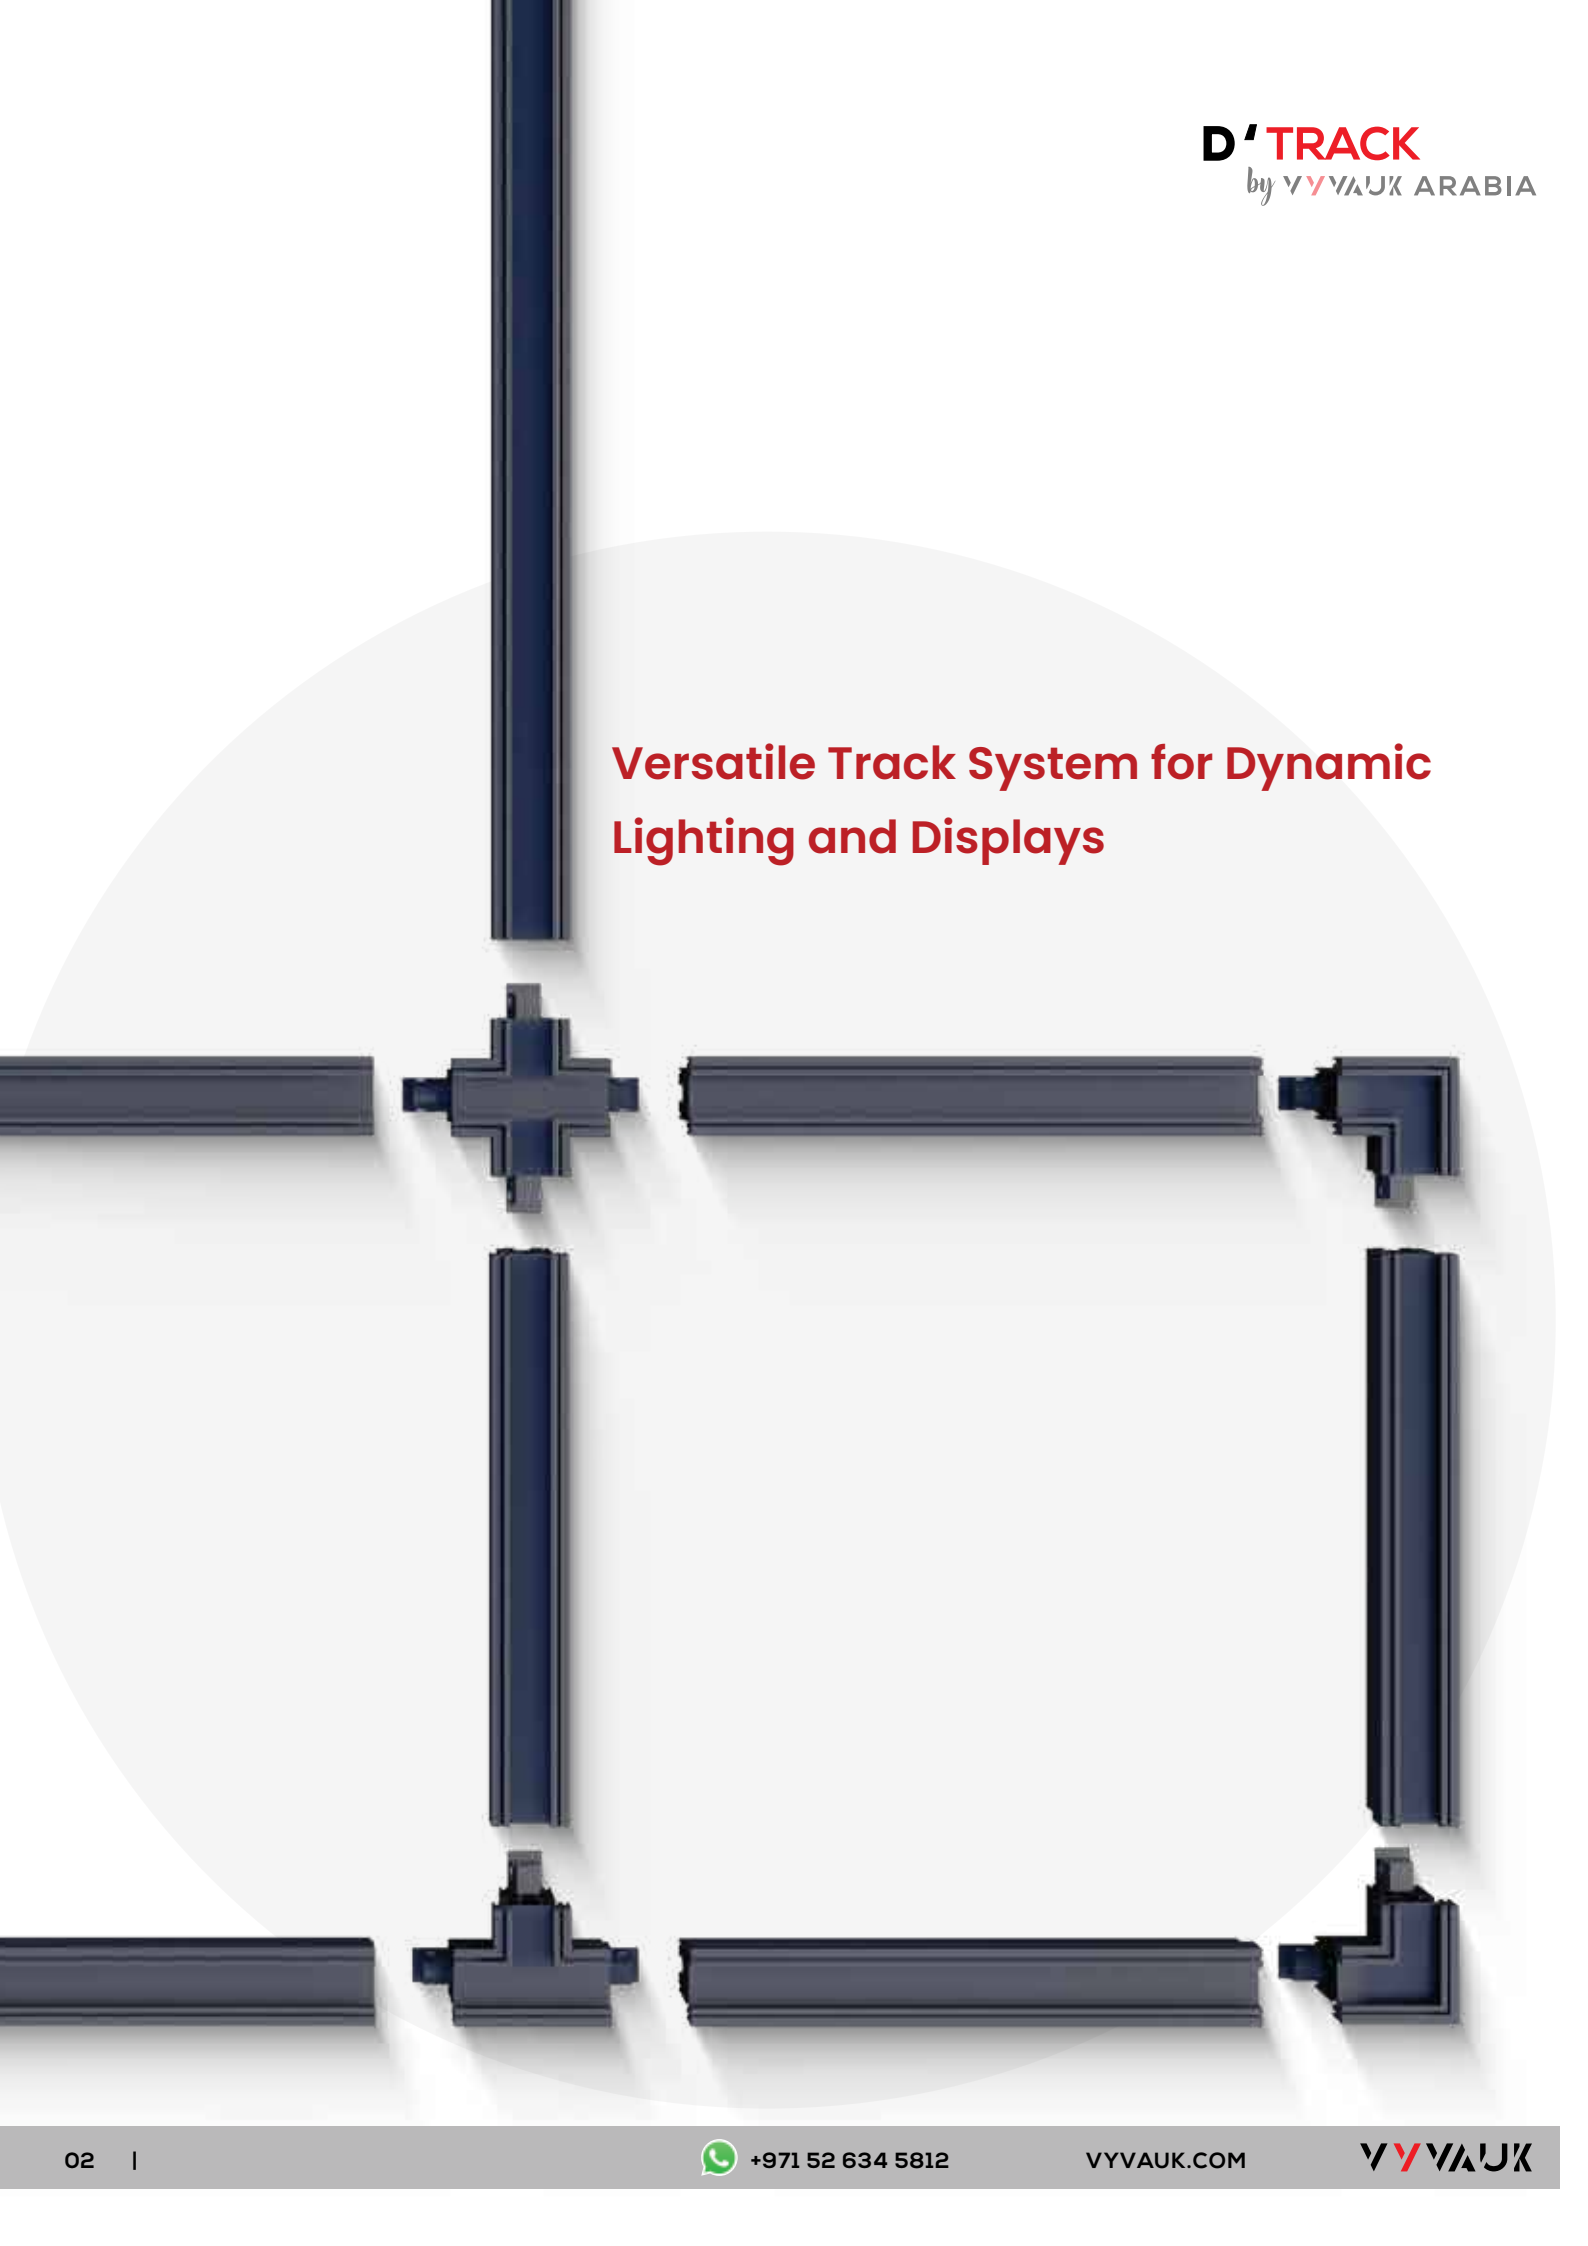 D'TRACK
by VYVAUK ARABIA
Versatile Track System for Dynamic
Lighting and Displays
02 |
+971 52 634 5812
VYVAUK.COM
VYVAUK